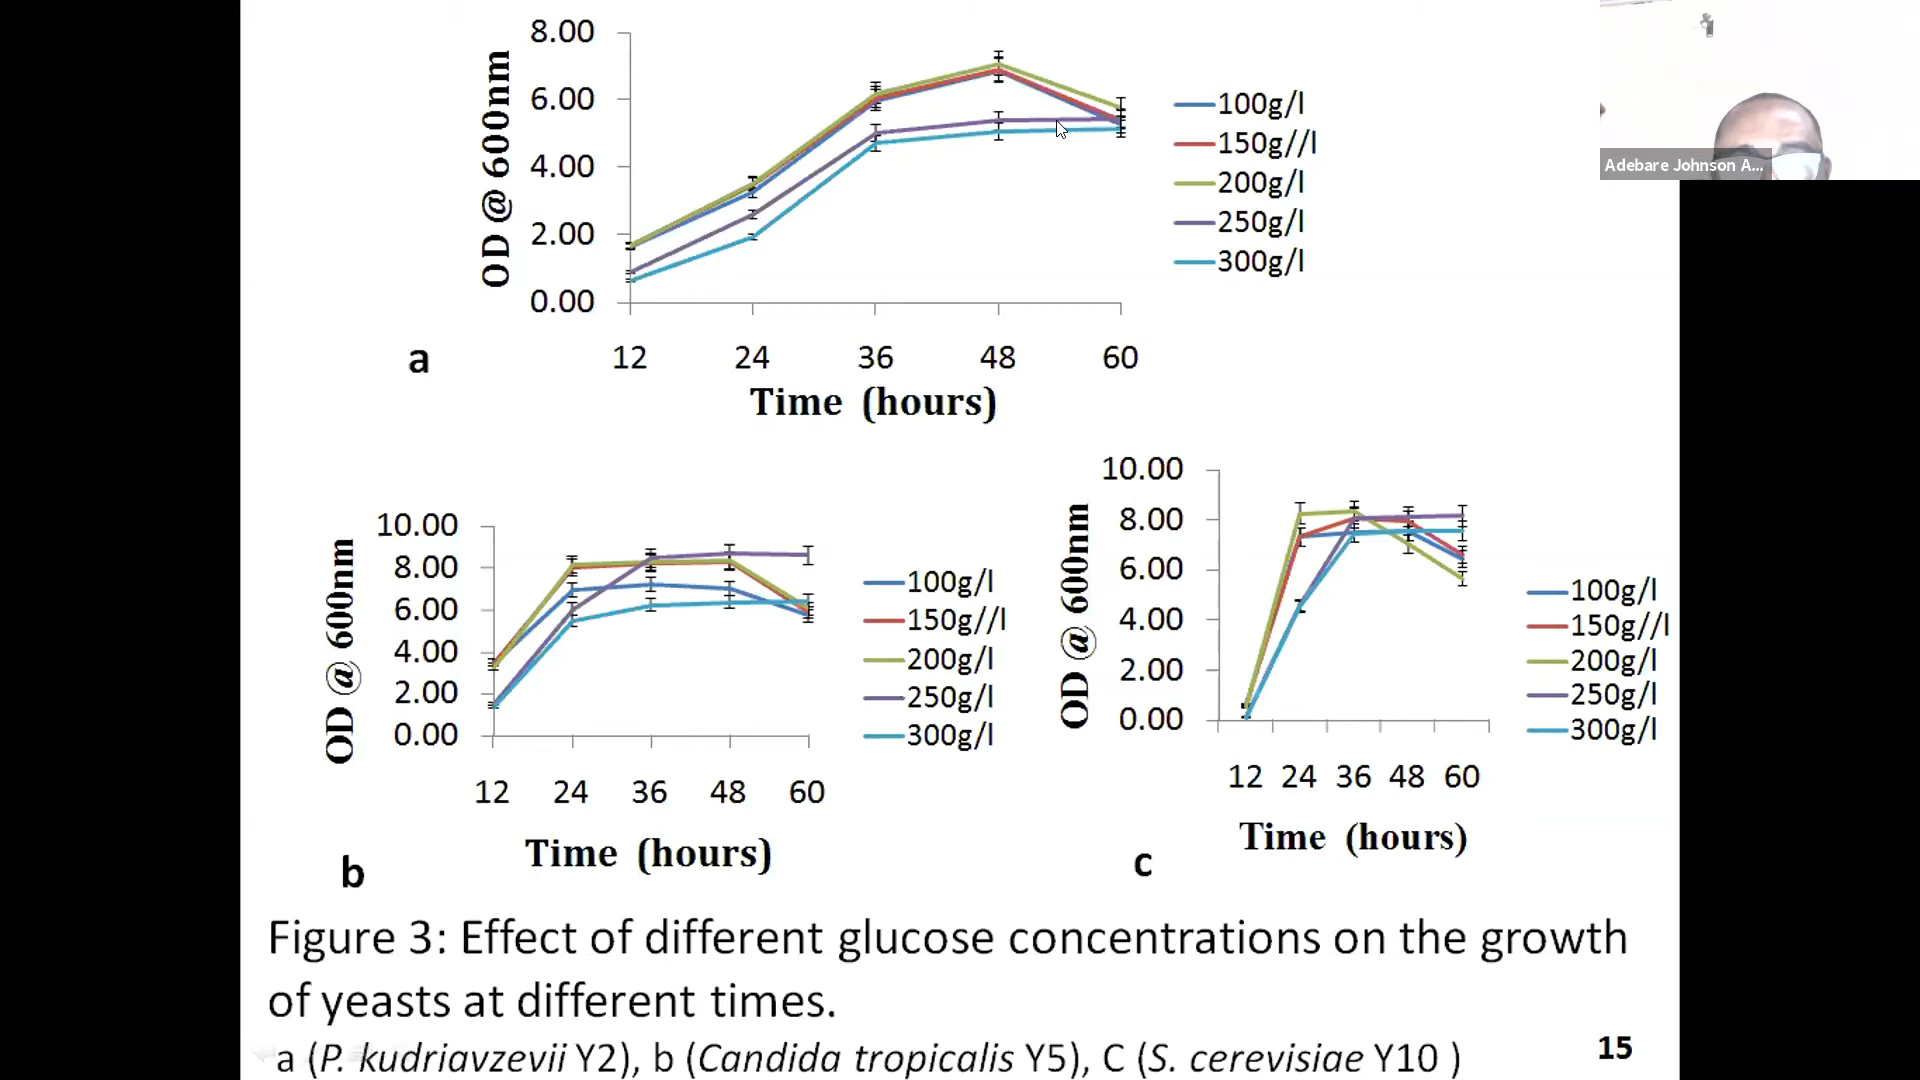 8.00
6.00
4.00
2.00
0.00
OD @ 600nm
12 24 36 48 60
Time (hours)
a
100g/l
150g//l
200g/l
250g/l
300g/l
Adebare Johnson A...
10.00
8.00
6.00
4.00
2.00
0.00
OD @ 600nm
12 24 36 48 60
Time (hours)
b
100g/l
150g//l
200g/l
250g/l
300g/l
10.00
8.00
6.00
4.00
2.00
0.00
OD @ 600nm
12 24 36 48 60
Time (hours)
c
100g/l
150g//l
200g/l
250g/l
300g/l
Figure 3: Effect of different glucose concentrations on the growth
of yeasts at different times.
a (P. kudriavzevii Y2), b (Candida tropicalis Y5), C (S. cerevisiae Y10 )
15